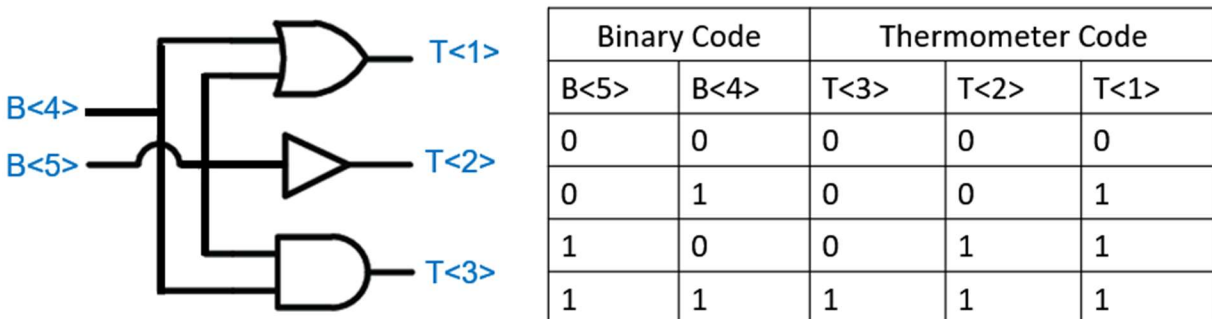 T<1>
B<4>
B<5>
T<2>
T<3>
Binary Code Thermometer Code
B<5> B<4> T<3> T<2> T<1>
0 0 0 0 0
0 1 0 0 1
1 0 0 1 1
1 1 1 1 1